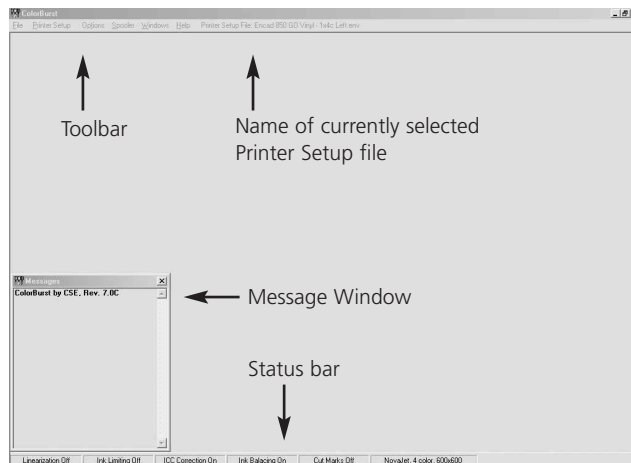 ColorBurst
File Printer Setup Options Spooler Windows Help Printer Setup File: Encad 850 GO Vinyl - 1x4c Left.env
Toolbar
Name of currently selected
Printer Setup file
Messages
ColorBurst by CSE, Rev. 7.0C
Message Window
Status bar
Linearization Off Ink Limiting Off ICC Correction On Ink Balacing On Cut Marks Off NovaJet, 4 color, 600x600